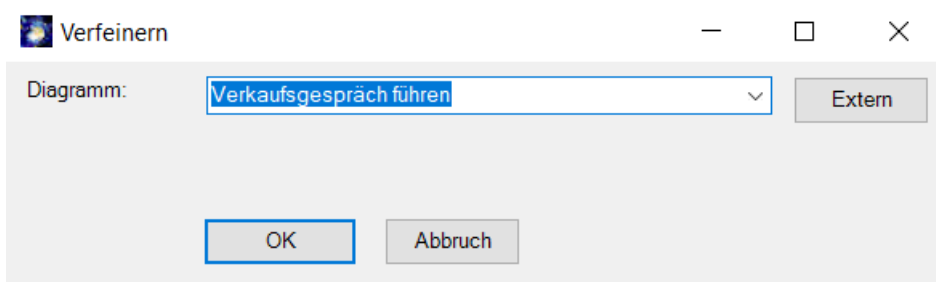 Verfeinern
Diagramm: Verkaufsgespräch führen Extern
OK Abbruch